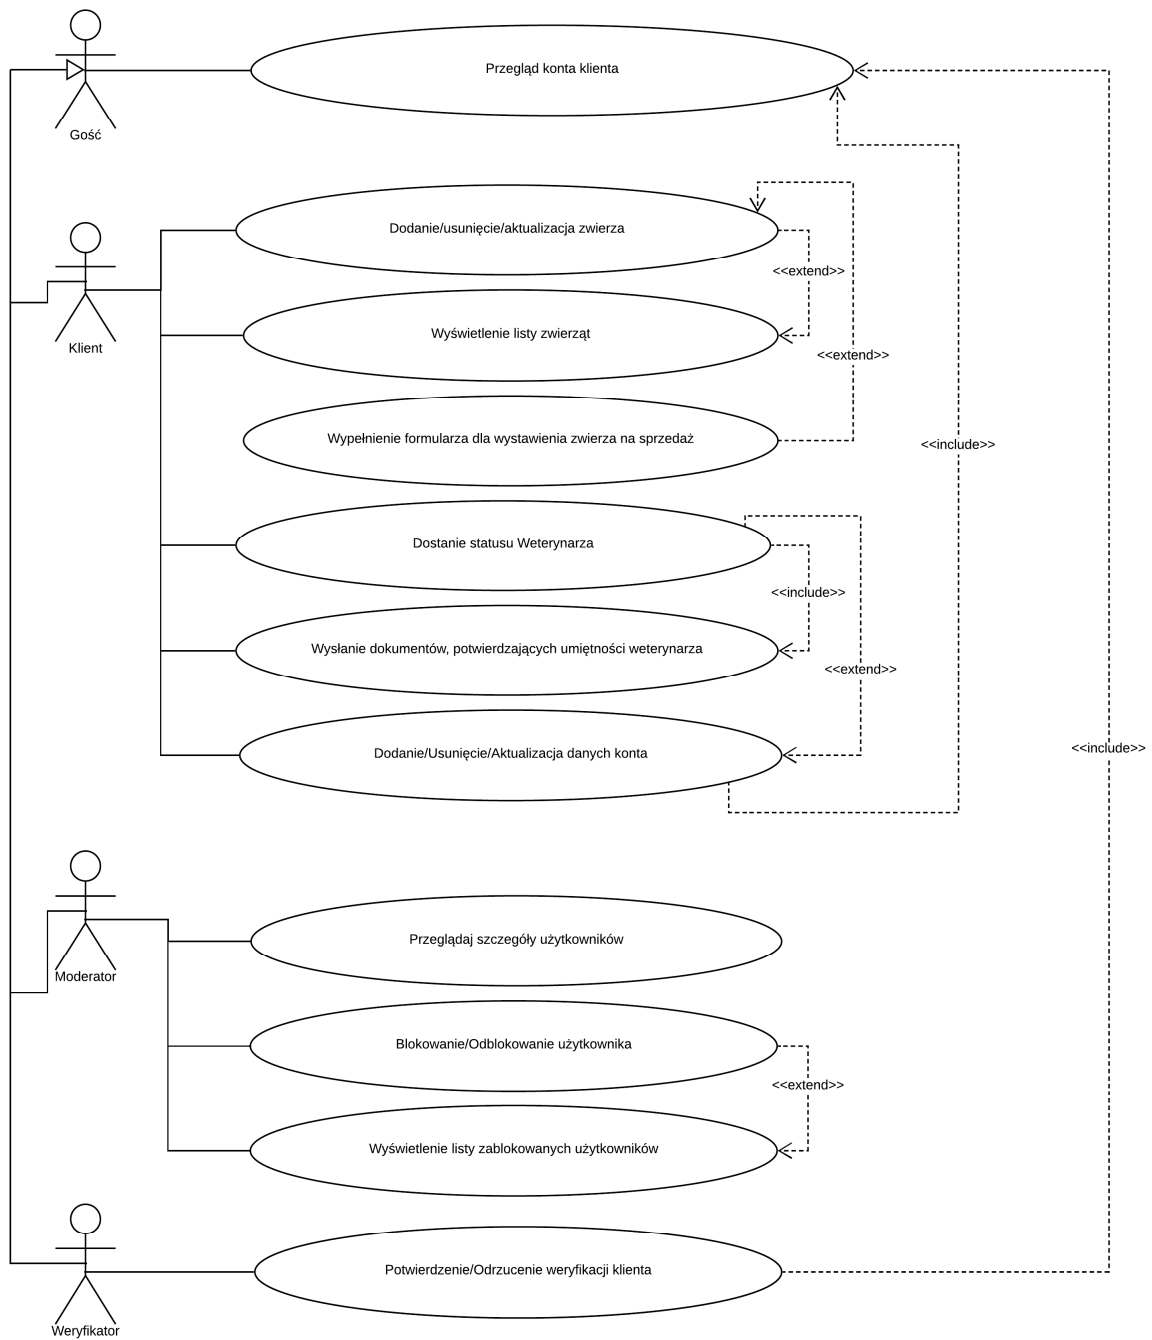 Przegląd konta klienta
Gość
Dodanie/usunięcie/aktualizacja zwierza
<<extend>>
Wyświetlenie listy zwierząt
Klient
<<extend>>
Wypełnienie formularza dla wystawienia zwierza na sprzedaż
<<include>>
Dostanie statusu Weterynarza
<<include>>
Wysłanie dokumentów, potwierdzających umiętności weterynarza
<<extend>>
Dodanie/Usunięcie/Aktualizacja danych konta
<<include>>
Przeglądaj szczegóły użytkowników
Moderator
Blokowanie/Odblokowanie użytkownika
<<extend>>
Wyświetlenie listy zablokowanych użytkowników
Potwierdzenie/Odrzucenie weryfikacji klienta
Weryfikator